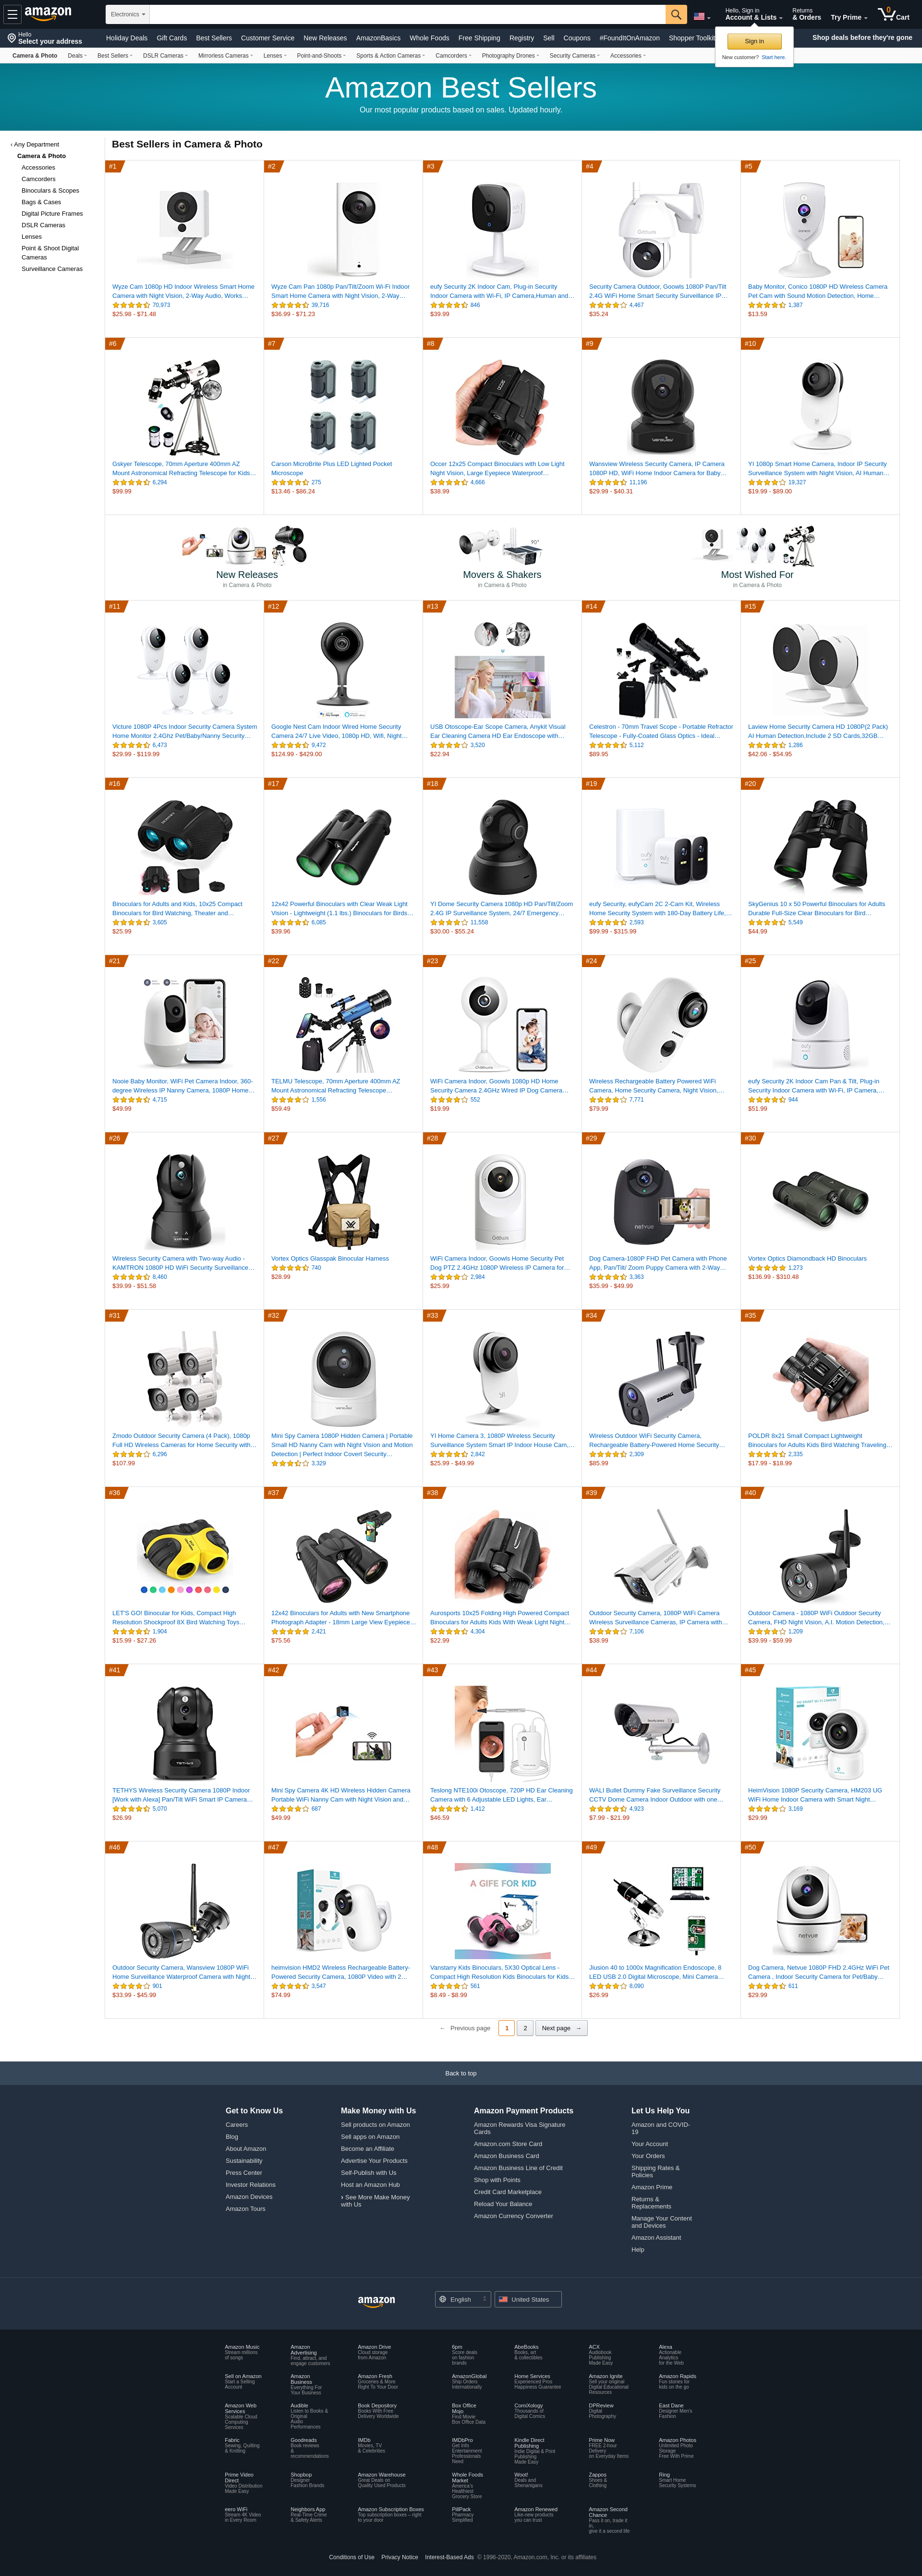 amazon
Electronics
Hello, Sign in
Account & Lists
Returns
& Orders
Try Prime
0
Cart
Hello
Select your address
Holiday Deals Gift Cards Best Sellers Customer Service New Releases AmazonBasics Whole Foods Free Shipping Registry Sell Coupons #FoundItOnAmazon Shopper Toolkit
Shop deals before they're gone
Sign in
New customer? Start here.
Camera & Photo Deals Best Sellers DSLR Cameras Mirrorless Cameras Lenses Point-and-Shoots Sports & Action Cameras Camcorders Photography Drones Security Cameras Accessories
Amazon Best Sellers
Our most popular products based on sales. Updated hourly.
‹ Any Department
Camera & Photo
Accessories
Camcorders
Binoculars & Scopes
Bags & Cases
Digital Picture Frames
DSLR Cameras
Lenses
Point & Shoot Digital
Cameras
Surveillance Cameras
Best Sellers in Camera & Photo
#1
Wyze Cam 1080p HD Indoor Wireless Smart Home
Camera with Night Vision, 2-Way Audio, Works…
70,973
$25.98 - $71.48
#2
Wyze Cam Pan 1080p Pan/Tilt/Zoom Wi-Fi Indoor
Smart Home Camera with Night Vision, 2-Way…
39,716
$36.99 - $71.23
#3
eufy Security 2K Indoor Cam, Plug-in Security
Indoor Camera with Wi-Fi, IP Camera,Human and…
846
$39.99
#4
Security Camera Outdoor, Goowls 1080P Pan/Tilt
2.4G WiFi Home Smart Security Surveillance IP…
4,467
$35.24
#5
Baby Monitor, Conico 1080P HD Wireless Camera
Pet Cam with Sound Motion Detection, Home…
1,387
$13.59
#6
Gskyer Telescope, 70mm Aperture 400mm AZ
Mount Astronomical Refracting Telescope for Kids…
6,294
$99.99
#7
Carson MicroBrite Plus LED Lighted Pocket
Microscope
275
$13.46 - $86.24
#8
Occer 12x25 Compact Binoculars with Low Light
Night Vision, Large Eyepiece Waterproof…
4,666
$38.99
#9
Wansview Wireless Security Camera, IP Camera
1080P HD, WiFi Home Indoor Camera for Baby…
11,196
$29.99 - $40.31
#10
YI 1080p Smart Home Camera, Indoor IP Security
Surveillance System with Night Vision, AI Human…
19,327
$19.99 - $89.00
New Releases
in Camera & Photo
90°
Movers & Shakers
in Camera & Photo
Most Wished For
in Camera & Photo
#11
Victure 1080P 4Pcs Indoor Security Camera System
Home Monitor 2.4Ghz Pet/Baby/Nanny Security…
6,473
$29.99 - $119.99
#12
Google Nest Cam Indoor Wired Home Security
Camera 24/7 Live Video, 1080p HD, Wifi, Night…
9,472
$124.99 - $429.00
#13
USB Otoscope-Ear Scope Camera, Anykit Visual
Ear Cleaning Camera HD Ear Endoscope with…
3,520
$22.94
#14
Celestron - 70mm Travel Scope - Portable Refractor
Telescope - Fully-Coated Glass Optics - Ideal…
5,112
$89.95
#15
Laview Home Security Camera HD 1080P(2 Pack)
AI Human Detection,Include 2 SD Cards,32GB…
1,286
$42.06 - $54.95
#16
Binoculars for Adults and Kids, 10x25 Compact
Binoculars for Bird Watching, Theater and…
3,605
$25.99
#17
12x42 Powerful Binoculars with Clear Weak Light
Vision - Lightweight (1.1 lbs.) Binoculars for Birds…
6,085
$39.96
#18
YI Dome Security Camera 1080p HD Pan/Tilt/Zoom
2.4G IP Surveillance System, 24/7 Emergency…
11,558
$30.00 - $55.24
#19
eufy Security, eufyCam 2C 2-Cam Kit, Wireless
Home Security System with 180-Day Battery Life,…
2,593
$99.99 - $315.99
#20
SkyGenius 10 x 50 Powerful Binoculars for Adults
Durable Full-Size Clear Binoculars for Bird…
5,549
$44.99
#21
Nooie Baby Monitor, WiFi Pet Camera Indoor, 360-
degree Wireless IP Nanny Camera, 1080P Home…
4,715
$49.99
#22
TELMU Telescope, 70mm Aperture 400mm AZ
Mount Astronomical Refracting Telescope…
1,556
$59.49
#23
WiFi Camera Indoor, Goowls 1080p HD Home
Security Camera 2.4GHz Wired IP Dog Camera…
552
$19.99
#24
Wireless Rechargeable Battery Powered WiFi
Camera, Home Security Camera, Night Vision,…
7,771
$79.99
#25
eufy Security 2K Indoor Cam Pan & Tilt, Plug-in
Security Indoor Camera with Wi-Fi, IP Camera,…
944
$51.99
#26
Wireless Security Camera with Two-way Audio -
KAMTRON 1080P HD WiFi Security Surveillance…
8,460
$39.99 - $51.58
#27
Vortex Optics Glasspak Binocular Harness
740
$28.99
#28
WiFi Camera Indoor, Goowls Home Security Pet
Dog PTZ 2.4GHz 1080P Wireless IP Camera for…
2,984
$25.99
#29
netvue
Dog Camera-1080P FHD Pet Camera with Phone
App, Pan/Tilt/ Zoom Puppy Camera with 2-Way…
3,363
$35.99 - $49.99
#30
Vortex Optics Diamondback HD Binoculars
1,273
$136.99 - $310.48
#31
Zmodo Outdoor Security Camera (4 Pack), 1080p
Full HD Wireless Cameras for Home Security with…
6,296
$107.99
#32
Mini Spy Camera 1080P Hidden Camera | Portable
Small HD Nanny Cam with Night Vision and Motion
Detection | Perfect Indoor Covert Security…
3,329
#33
YI Home Camera 3, 1080P Wireless Security
Surveillance System Smart IP Indoor House Cam,…
2,842
$25.99 - $49.99
#34
Wireless Outdoor WiFi Security Camera,
Rechargeable Battery-Powered Home Security…
2,309
$85.99
#35
POLDR 8x21 Small Compact Lightweight
Binoculars for Adults Kids Bird Watching Traveling…
2,335
$17.99 - $18.99
#36
LET'S GO! Binocular for Kids, Compact High
Resolution Shockproof 8X Bird Watching Toys…
1,904
$15.99 - $27.26
#37
12x42 Binoculars for Adults with New Smartphone
Photograph Adapter - 18mm Large View Eyepiece…
2,421
$75.56
#38
Aurosports 10x25 Folding High Powered Compact
Binoculars for Adults Kids With Weak Light Night…
4,304
$22.99
#39
Outdoor Security Camera, 1080P WiFi Camera
Wireless Surveillance Cameras, IP Camera with…
7,106
$38.99
#40
Outdoor Camera - 1080P WiFi Outdoor Security
Camera, FHD Night Vision, A.I. Motion Detection,…
1,209
$39.99 - $59.99
#41
TETHYS Wireless Security Camera 1080P Indoor
[Work with Alexa] Pan/Tilt WiFi Smart IP Camera…
5,070
$26.99
#42
Mini Spy Camera 4K HD Wireless Hidden Camera
Portable WiFi Nanny Cam with Night Vision and…
687
$49.99
#43
Teslong NTE100i Otoscope, 720P HD Ear Cleaning
Camera with 6 Adjustable LED Lights, Ear…
1,412
$46.59
#44
WALI Bullet Dummy Fake Surveillance Security
CCTV Dome Camera Indoor Outdoor with one…
4,923
$7.99 - $21.99
#45
HeimVision 1080P Security Camera, HM203 UG
WiFi Home Indoor Camera with Smart Night…
3,169
$29.99
#46
Outdoor Security Camera, Wansview 1080P WiFi
Home Surveillance Waterproof Camera with Night…
901
$33.99 - $45.99
#47
heimvision HMD2 Wireless Rechargeable Battery-
Powered Security Camera, 1080P Video with 2…
3,547
$74.99
#48
A GIFE FOR KID
Vanstarry Kids Binoculars, 5X30 Optical Lens -
Compact High Resolution Kids Binoculars for Kids…
561
$8.49 - $8.99
#49
Jiusion 40 to 1000x Magnification Endoscope, 8
LED USB 2.0 Digital Microscope, Mini Camera…
8,090
$26.99
#50
netvue
Dog Camera, Netvue 1080P FHD 2.4GHz WiFi Pet
Camera , Indoor Security Camera for Pet/Baby…
611
$29.99
← Previous page 1 2 Next page →
Back to top
Get to Know Us
Careers
Blog
About Amazon
Sustainability
Press Center
Investor Relations
Amazon Devices
Amazon Tours
Make Money with Us
Sell products on Amazon
Sell apps on Amazon
Become an Affiliate
Advertise Your Products
Self-Publish with Us
Host an Amazon Hub
› See More Make Money
with Us
Amazon Payment Products
Amazon Rewards Visa Signature
Cards
Amazon.com Store Card
Amazon Business Card
Amazon Business Line of Credit
Shop with Points
Credit Card Marketplace
Reload Your Balance
Amazon Currency Converter
Let Us Help You
Amazon and COVID-
19
Your Account
Your Orders
Shipping Rates &
Policies
Amazon Prime
Returns &
Replacements
Manage Your Content
and Devices
Amazon Assistant
Help
amazon
English
United States
Amazon Music
Stream millions
of songs
Amazon
Advertising
Find, attract, and
engage customers
Amazon Drive
Cloud storage
from Amazon
6pm
Score deals
on fashion
brands
AbeBooks
Books, art
& collectibles
ACX
Audiobook
Publishing
Made Easy
Alexa
Actionable
Analytics
for the Web
Sell on Amazon
Start a Selling
Account
Amazon
Business
Everything For
Your Business
Amazon Fresh
Groceries & More
Right To Your Door
AmazonGlobal
Ship Orders
Internationally
Home Services
Experienced Pros
Happiness Guarantee
Amazon Ignite
Sell your original
Digital Educational
Resources
Amazon Rapids
Fun stories for
kids on the go
Amazon Web
Services
Scalable Cloud
Computing
Services
Audible
Listen to Books &
Original
Audio
Performances
Book Depository
Books With Free
Delivery Worldwide
Box Office
Mojo
Find Movie
Box Office Data
ComiXology
Thousands of
Digital Comics
DPReview
Digital
Photography
East Dane
Designer Men's
Fashion
Fabric
Sewing, Quilting
& Knitting
Goodreads
Book reviews
&
recommendations
IMDb
Movies, TV
& Celebrities
IMDbPro
Get Info
Entertainment
Professionals
Need
Kindle Direct
Publishing
Indie Digital & Print
Publishing
Made Easy
Prime Now
FREE 2-hour
Delivery
on Everyday Items
Amazon Photos
Unlimited Photo
Storage
Free With Prime
Prime Video
Direct
Video Distribution
Made Easy
Shopbop
Designer
Fashion Brands
Amazon Warehouse
Great Deals on
Quality Used Products
Whole Foods
Market
America's
Healthiest
Grocery Store
Woot!
Deals and
Shenanigans
Zappos
Shoes &
Clothing
Ring
Smart Home
Security Systems
eero WiFi
Stream 4K Video
in Every Room
Neighbors App
Real-Time Crime
& Safety Alerts
Amazon Subscription Boxes
Top subscription boxes – right
to your door
PillPack
Pharmacy
Simplified
Amazon Renewed
Like-new products
you can trust
Amazon Second
Chance
Pass it on, trade it
in,
give it a second life
Conditions of Use Privacy Notice Interest-Based Ads © 1996-2020, Amazon.com, Inc. or its affiliates